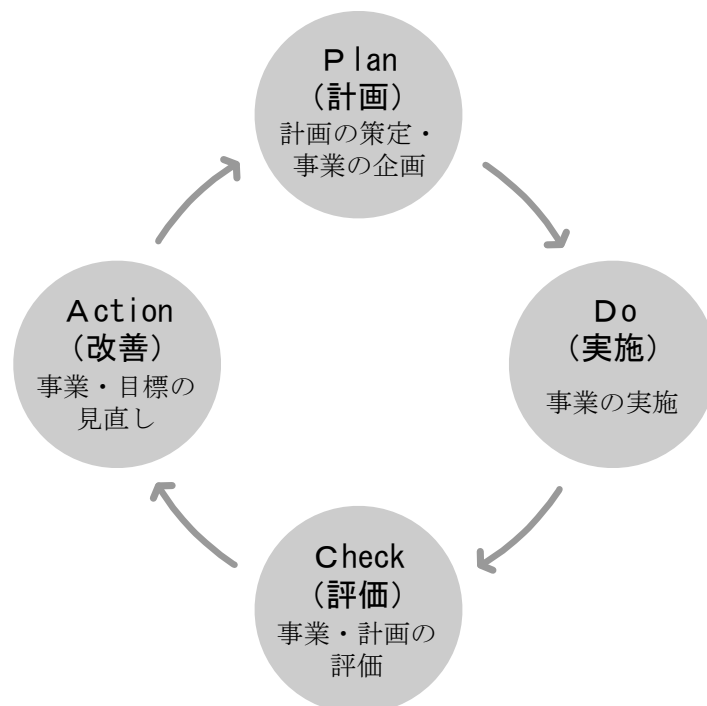 Plan
（計画）
計画の策定・
事業の企画
Do
（実施）
事業の実施
Check
（評価）
事業・計画の
評価
Action
（改善）
事業・目標の
見直し